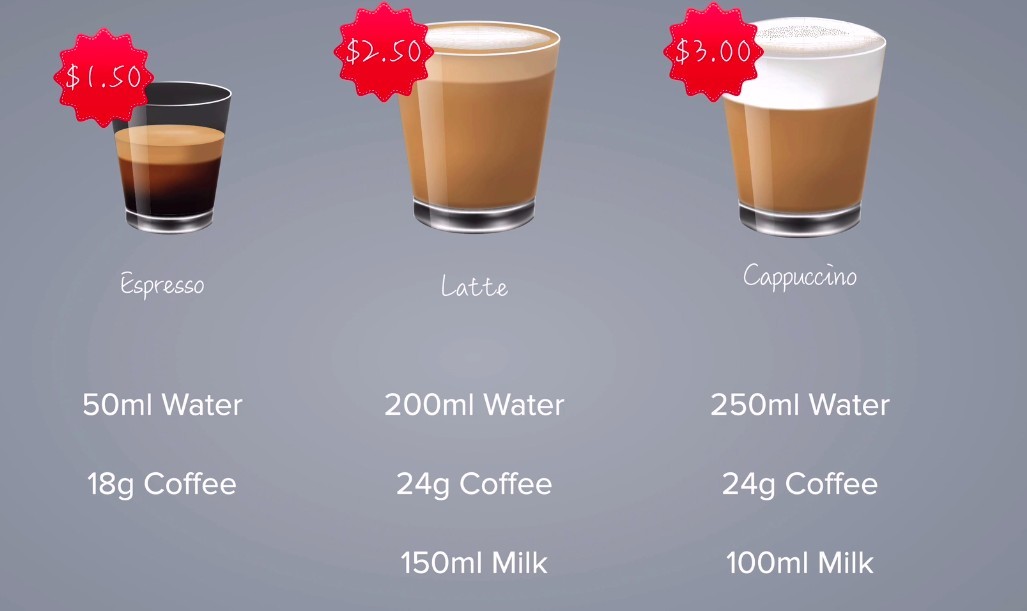 $1.50
$2.50
$3.00
Espresso
Latte
Cappuccino
50ml Water
200ml Water
250ml Water
18g Coffee
24g Coffee
24g Coffee
150ml Milk
100ml Milk